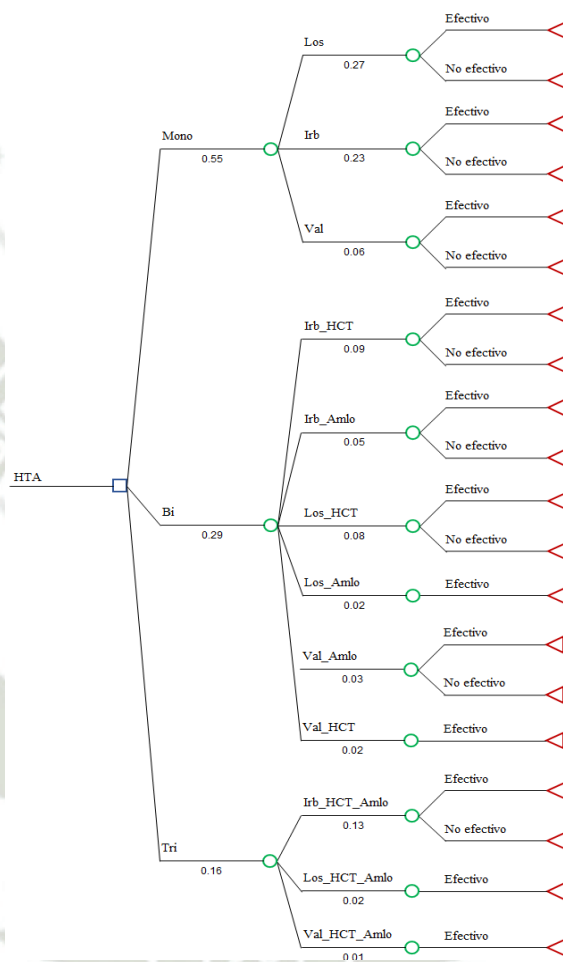 Efectivo
Los
0.27
No efectivo
Efectivo
Mono
0.55
Irb
0.23
No efectivo
Efectivo
Val
0.06
No efectivo
Efectivo
Irb_HCT
0.09
No efectivo
Efectivo
Irb_Amlo
0.05
No efectivo
HTA
Efectivo
Bi
0.29
Los_HCT
0.08
No efectivo
Los_Amlo
0.02
Efectivo
Efectivo
Val_Amlo
0.03
No efectivo
Val_HCT
0.02
Efectivo
Efectivo
Irb_HCT_Amlo
0.13
No efectivo
Tri
0.16
Los_HCT_Amlo
0.02
Efectivo
Val_HCT_Amlo
0.01
Efectivo